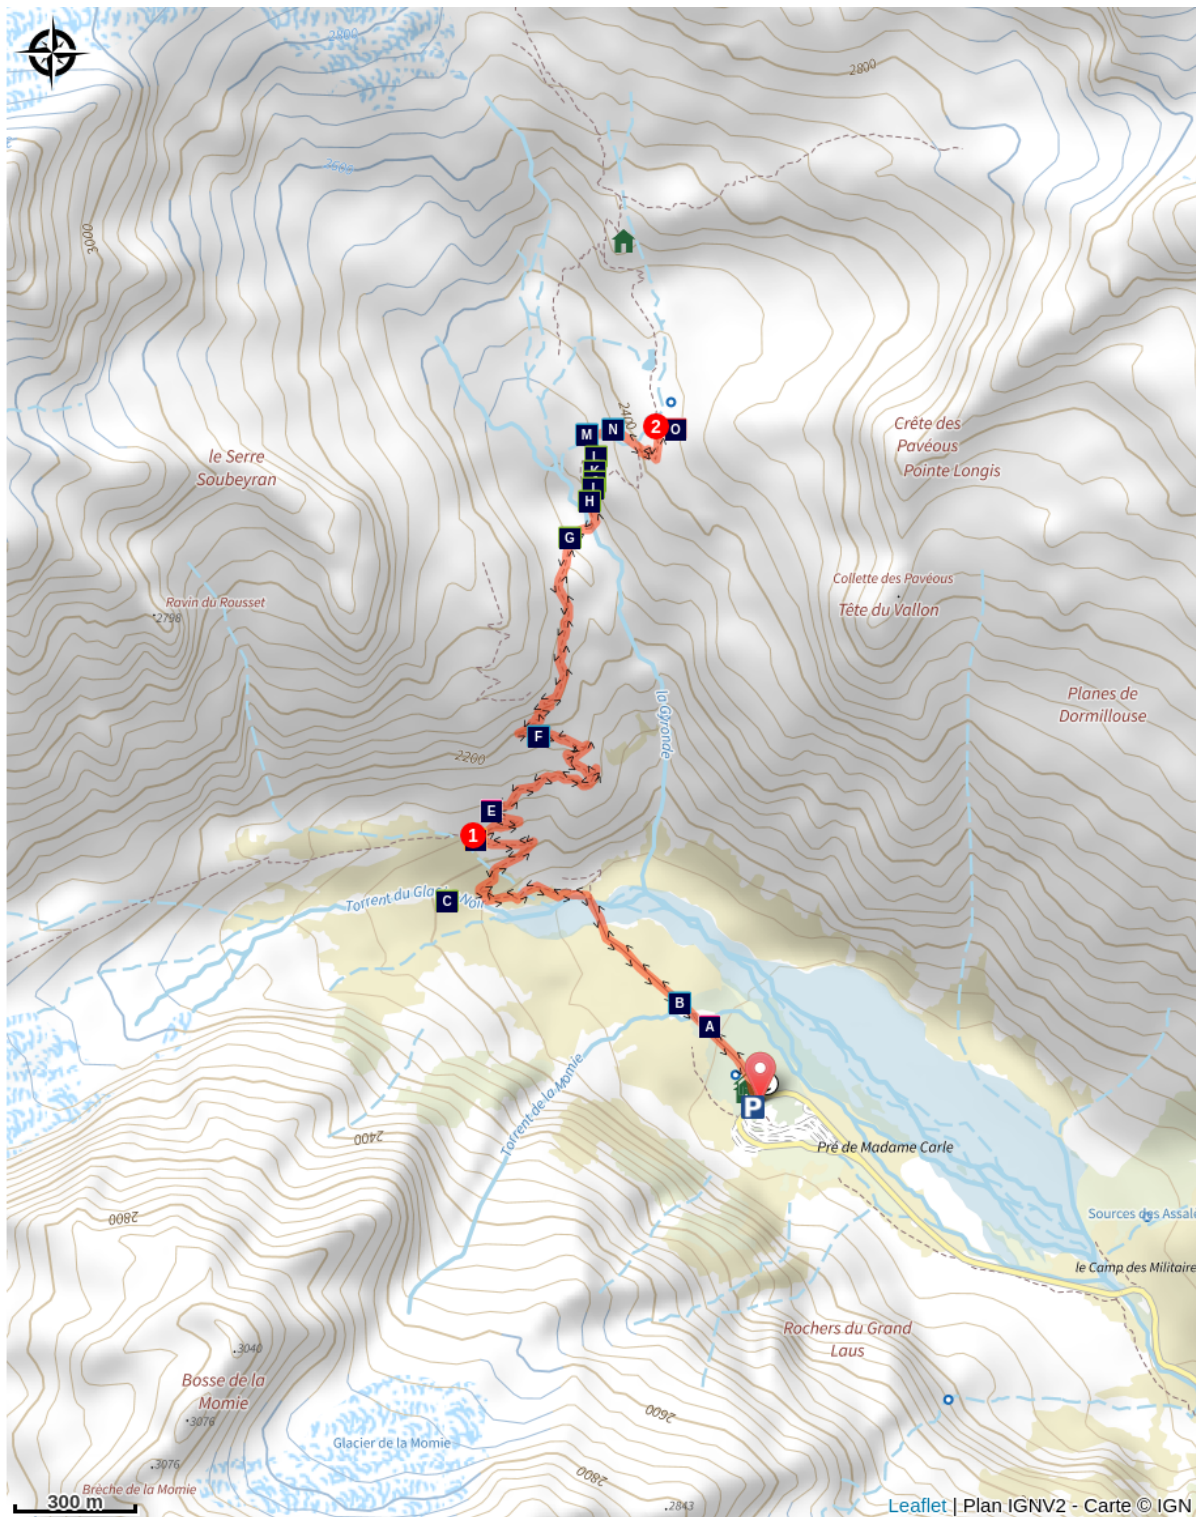 2800
2800
2600
3000
2400
M
N
2
O
L
K
H
G
le Serre
Soubeyran
Crête des
Pavéous
Pointe Longis
Collette des Pavéous
Tête du Vallon
Ravin du Rousset
2798
Planes de
Dormillouse
la Gyronde
F
2200
E
1
C
Torrent du Glacier Noir
B
A
Torrent de la Momie
P
2400
Pré de Madame Carle
2800
Sources des Assal
le Camp des Militaire
Rochers du Grand
Laus
3040
Bosse de la
Momie
3076
2600
Glacier de la Momie
3076
2800
Brèche de la Momie
300 m
2843
Leaflet | Plan IGNV2 - Carte © IGN